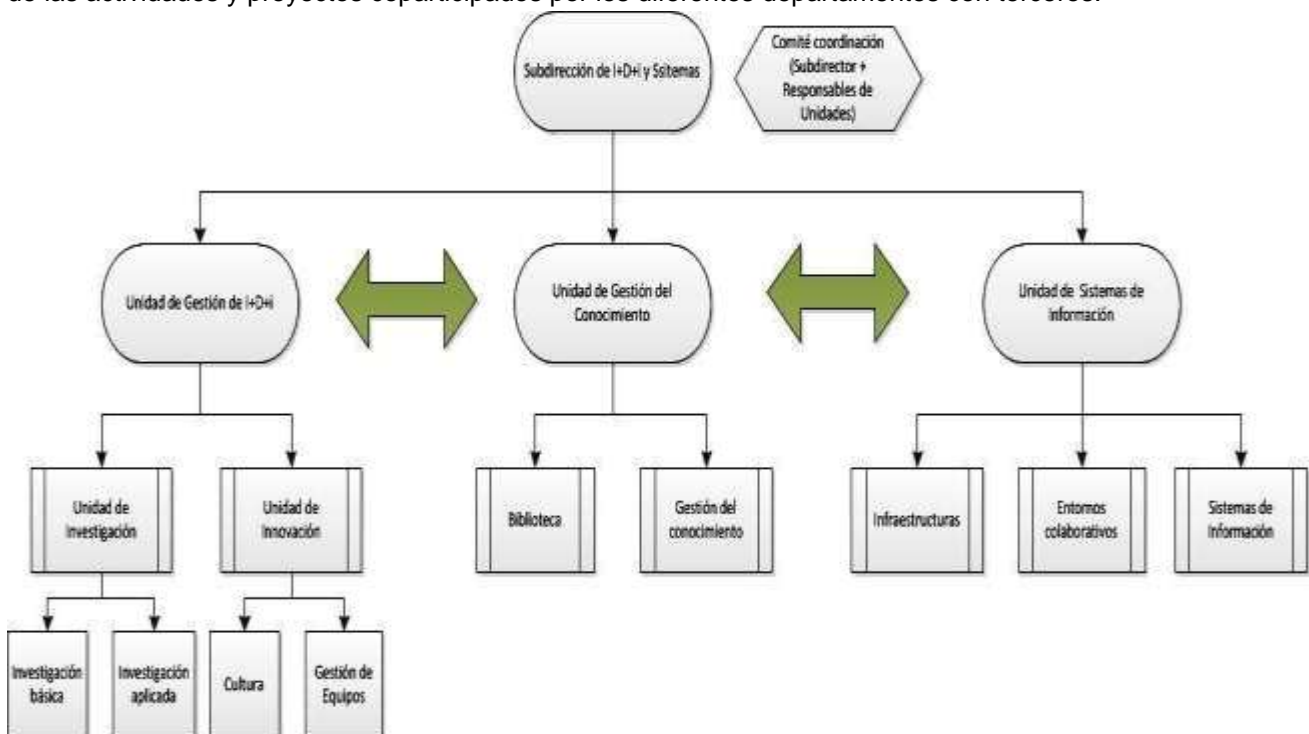 de las actividades y proyectos coparticipados por los diferentes departamentos con terceros.
Subdirección de I+D+i y Ssitemas
Comité coordinación
(Subdirector +
Responsables de
Unidades)
Unidad de Gestión de I+D+i
Unidad de Gestión del
Conocimiento
Unidad de Sistemas de
Información
Unidad de
Investigación
Unidad de
Innovación
Biblioteca
Gestión del
conocimiento
Infraestructuras
Entornos
colaborativos
Sistemas de
Información
Investigación
básica
Investigación
aplicada
Cultura
Gestión de
Equipos